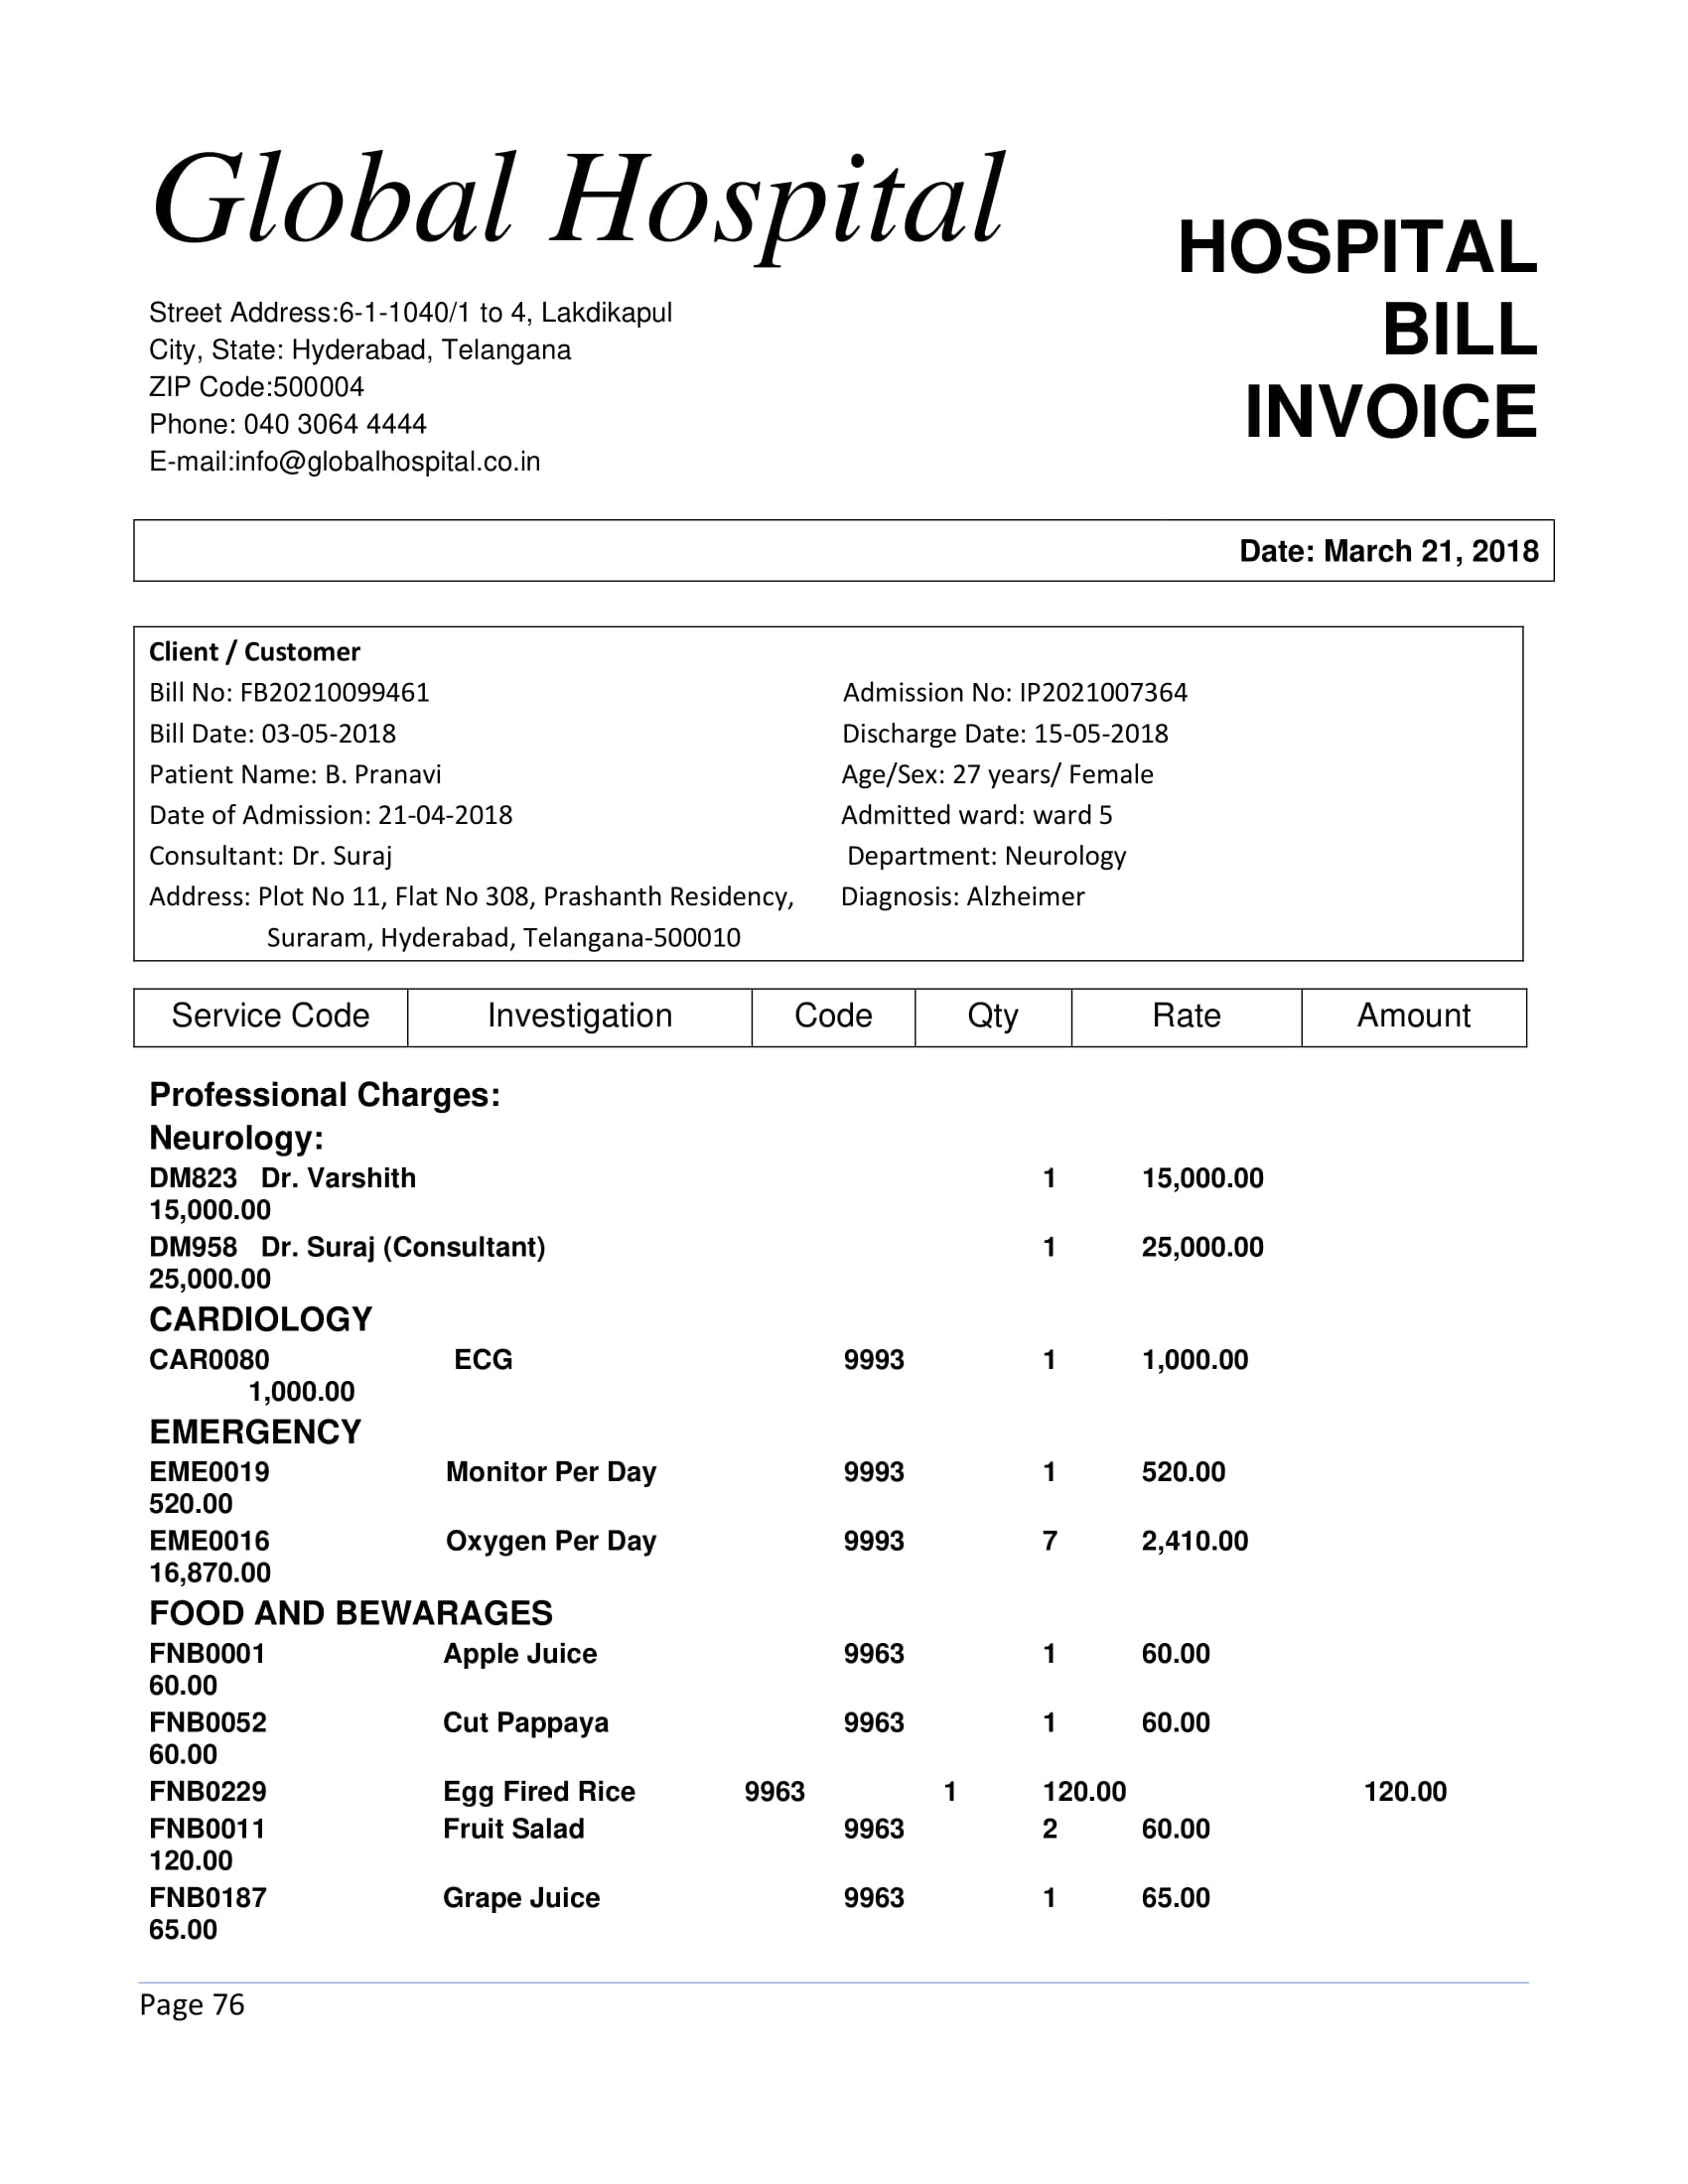 Global Hospital
HOSPITAL
BILL
INVOICE
Street Address:6-1-1040/1 to 4, Lakdikapul
City, State: Hyderabad, Telangana
ZIP Code:500004
Phone: 040 3064 4444
E-mail:info@globalhospital.co.in
Date: March 21, 2018
Client / Customer
Bill No: FB20210099461 Admission No: IP2021007364
Bill Date: 03-05-2018 Discharge Date: 15-05-2018
Patient Name: B. Pranavi Age/Sex: 27 years/ Female
Date of Admission: 21-04-2018 Admitted ward: ward 5
Consultant: Dr. Suraj Department: Neurology
Address: Plot No 11, Flat No 308, Prashanth Residency, Diagnosis: Alzheimer
Suraram, Hyderabad, Telangana-500010
Service Code Investigation Code Qty Rate Amount
Professional Charges:
Neurology:
DM823 Dr. Varshith 1 15,000.00
15,000.00
DM958 Dr. Suraj (Consultant) 1 25,000.00
25,000.00
CARDIOLOGY
CAR0080 ECG 9993 1 1,000.00
1,000.00
EMERGENCY
EME0019 Monitor Per Day 9993 1 520.00
520.00
EME0016 Oxygen Per Day 9993 7 2,410.00
16,870.00
FOOD AND BEWARAGES
FNB0001 Apple Juice 9963 1 60.00
60.00
FNB0052 Cut Pappaya 9963 1 60.00
60.00
FNB0229 Egg Fired Rice 9963 1 120.00 120.00
FNB0011 Fruit Salad 9963 2 60.00
120.00
FNB0187 Grape Juice 9963 1 65.00
65.00
Page 76